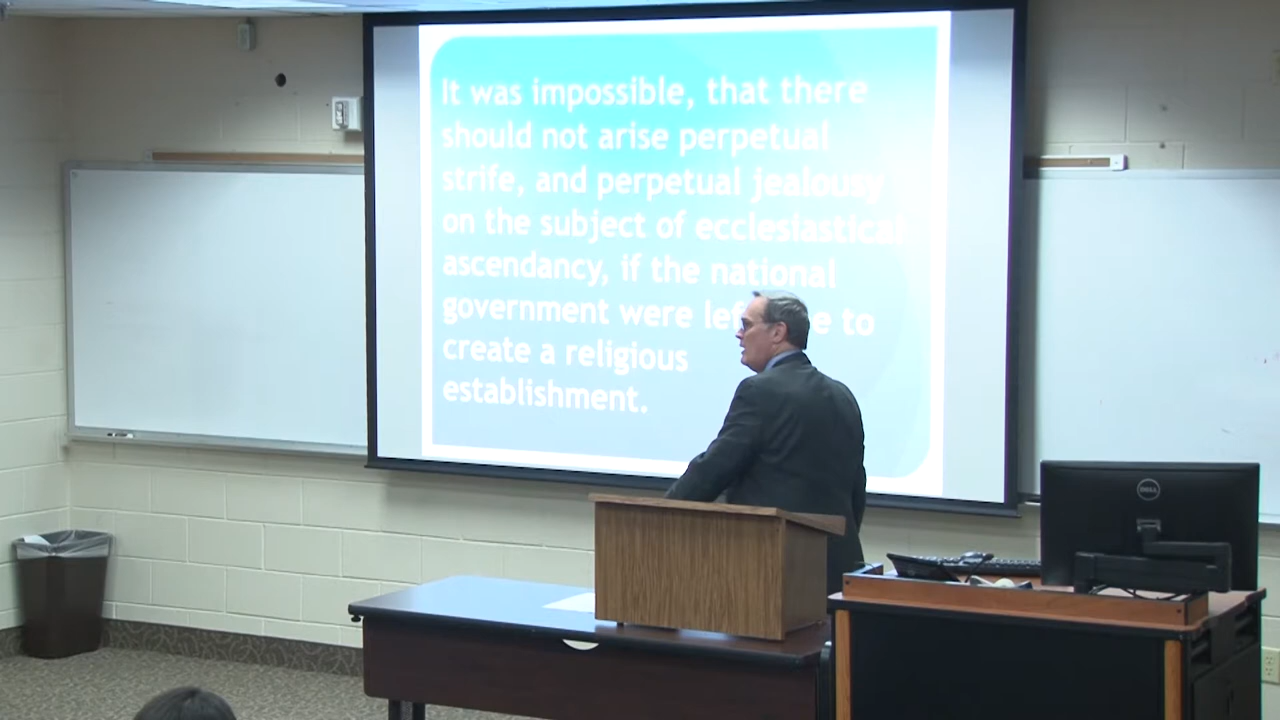 It was impossible, that there
should not arise perpetual
strife, and perpetual jealousy
on the subject of ecclesiastical
ascendancy, if the national
government were left to
create a religious
establishment.
DELL